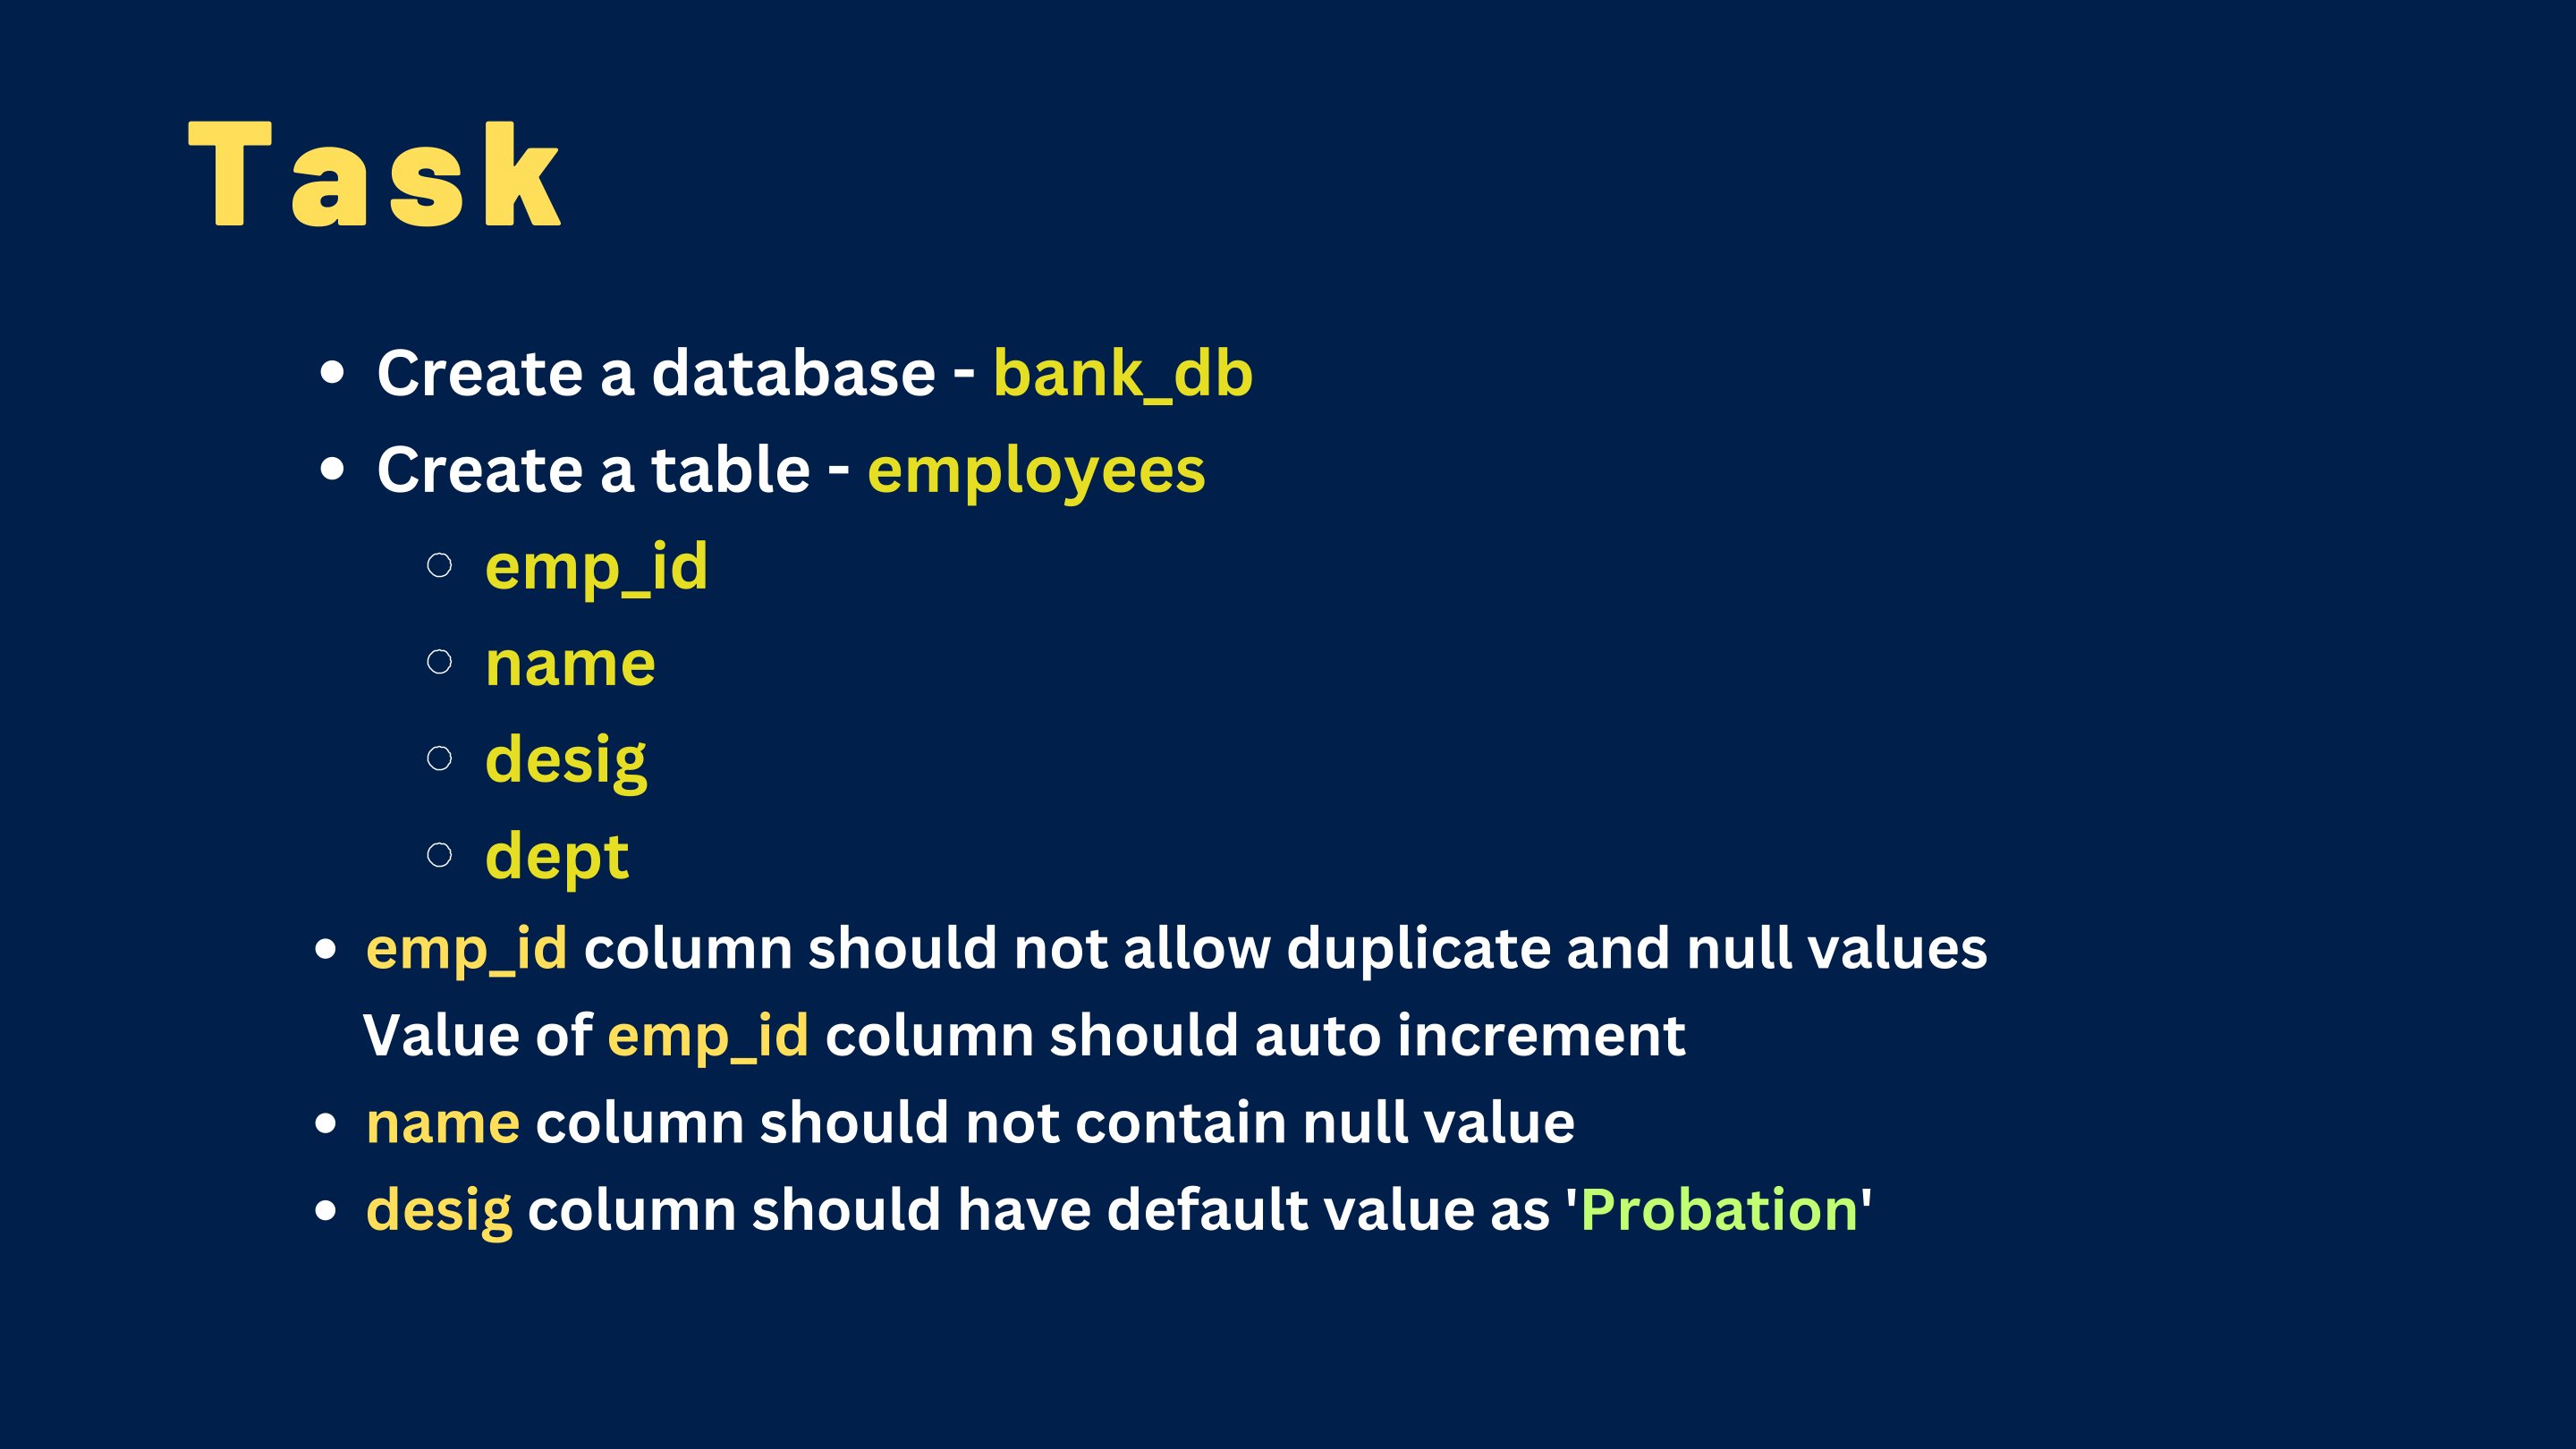 Task
Create a database - bank_db
Create a table - employees
emp_id
name
desig
dept
emp_id column should not allow duplicate and null values
Value of emp_id column should auto increment
name column should not contain null value
desig column should have default value as 'Probation'